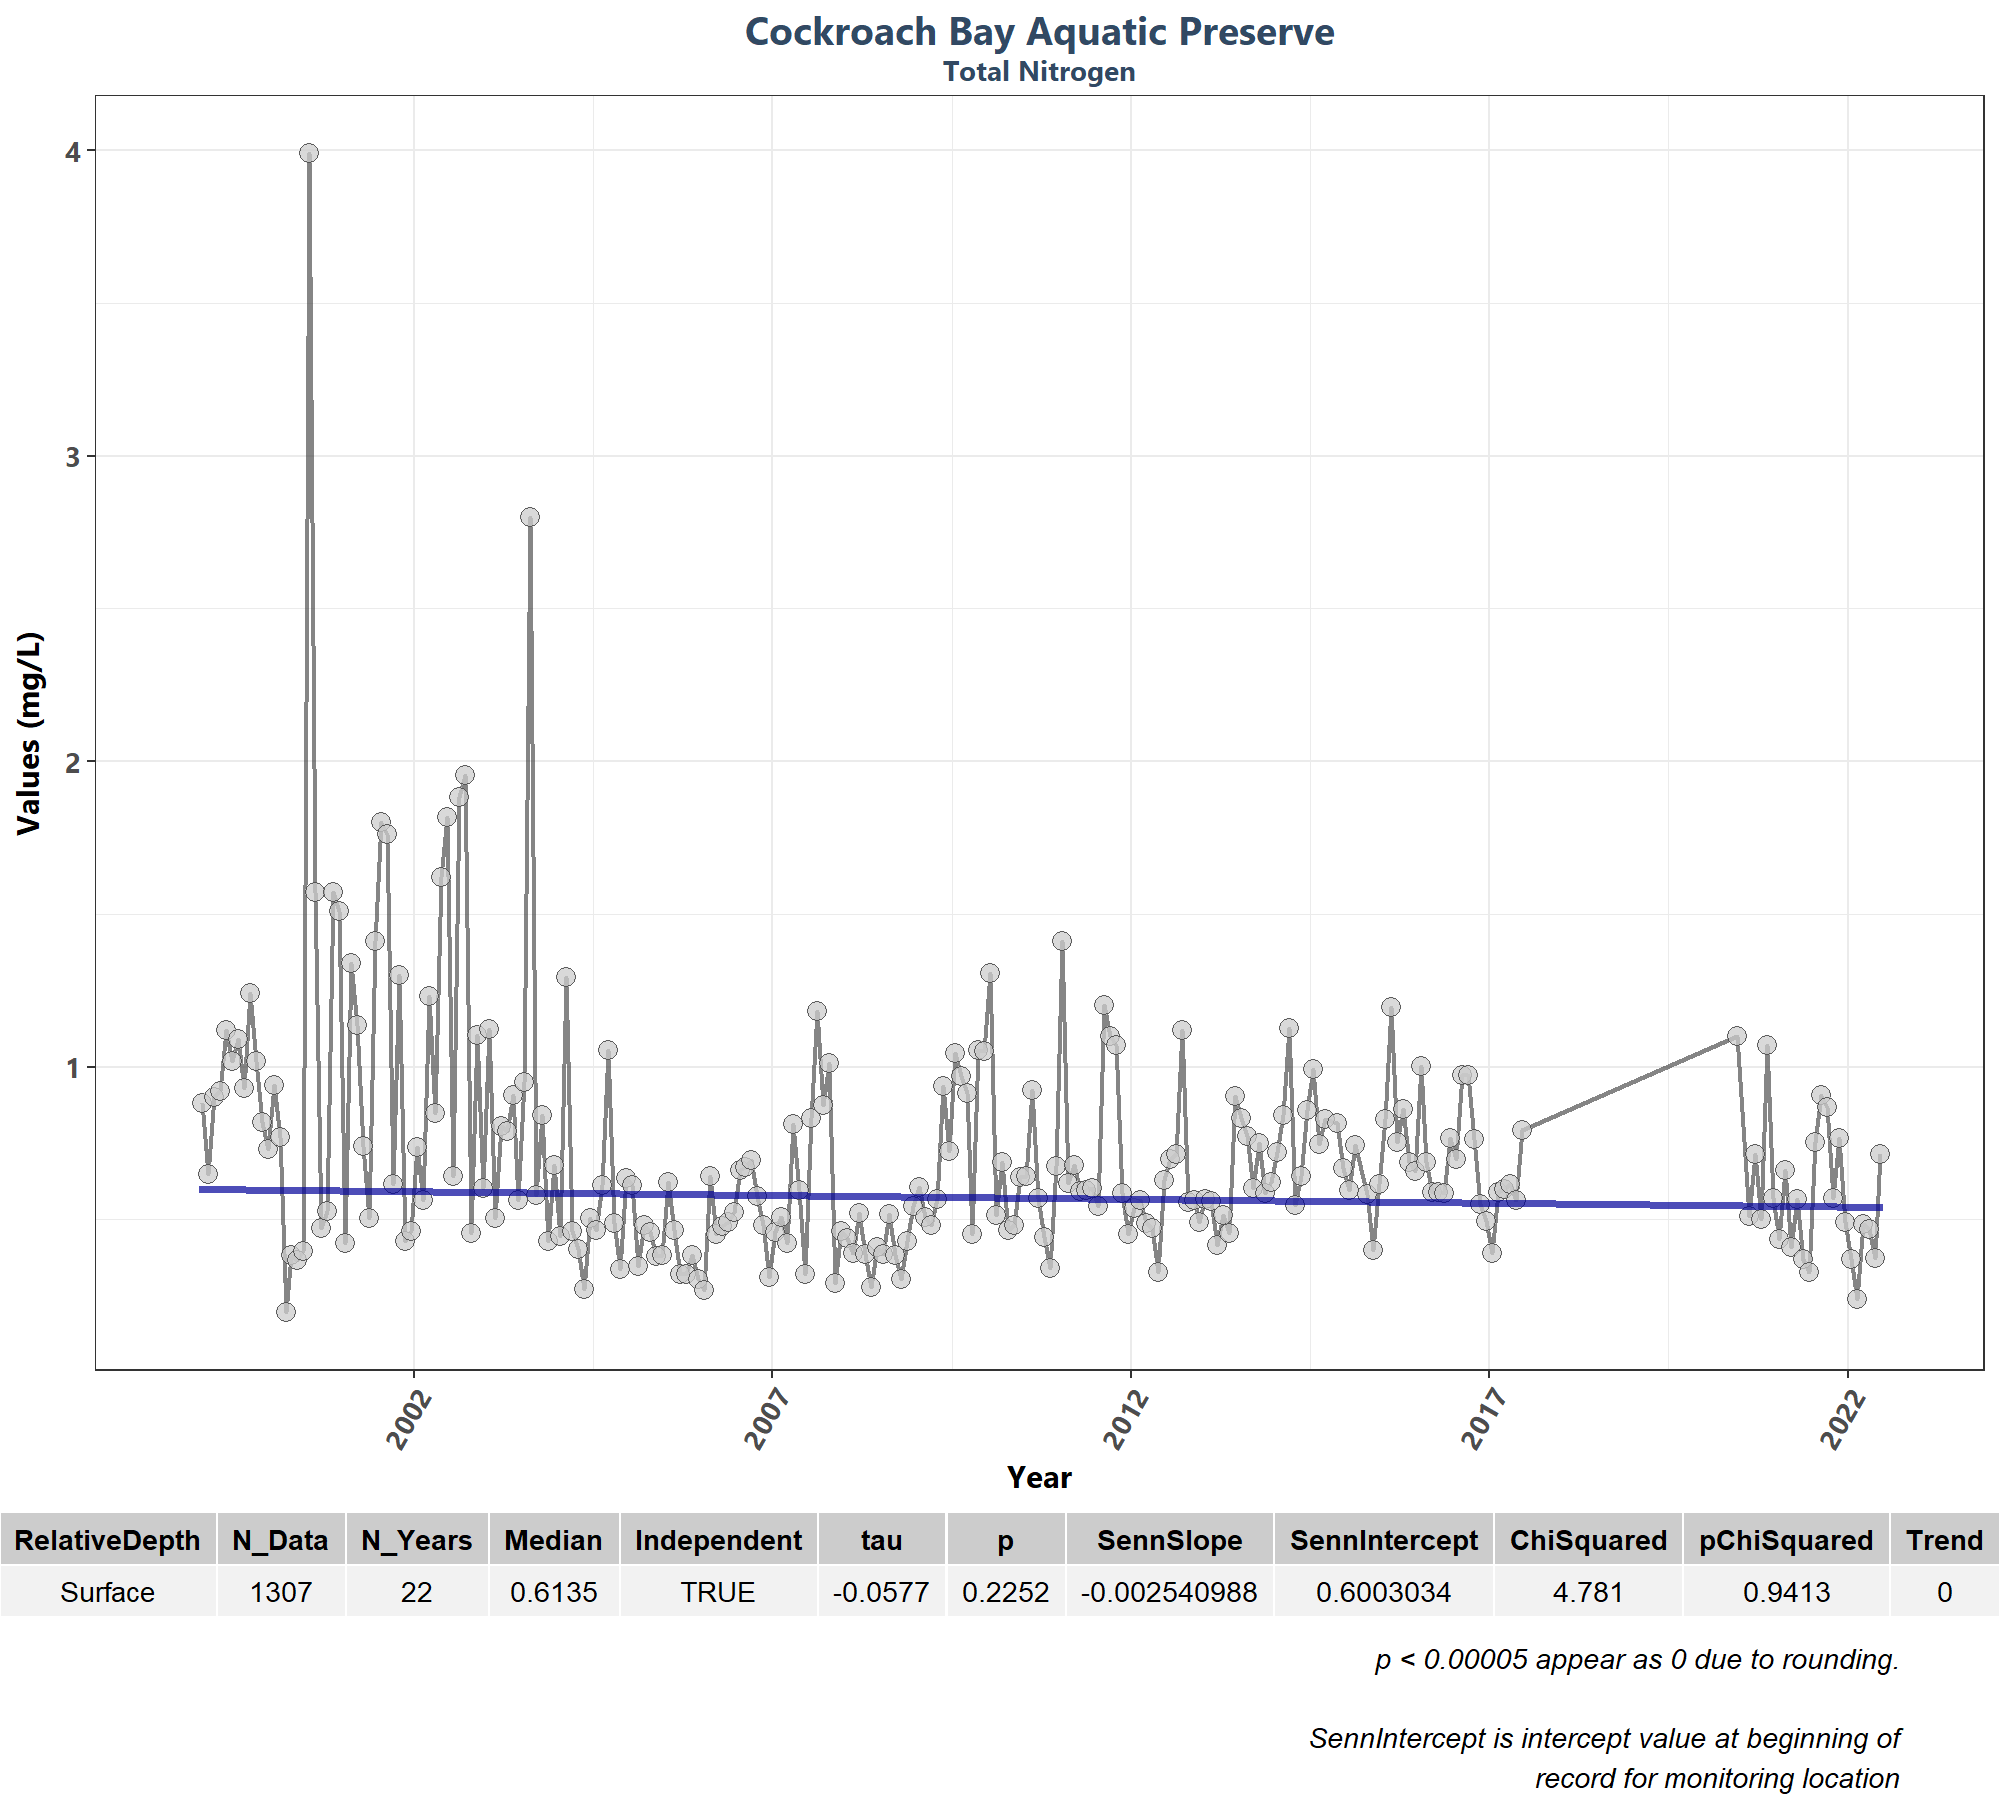 Cockroach Bay Aquatic Preserve
Total Nitrogen
4
3
2
1
Values (mg/L)
2002 2007 2012 2017 2022
Year
RelativeDepth N_Data N_Years Median Independent tau p SennSlope SennIntercept ChiSquared pChiSquared Trend
Surface 1307 22 0.6135 TRUE -0.0577 0.2252 -0.002540988 0.6003034 4.781 0.9413 0
p < 0.00005 appear as 0 due to rounding.
SennIntercept is intercept value at beginning of
record for monitoring location